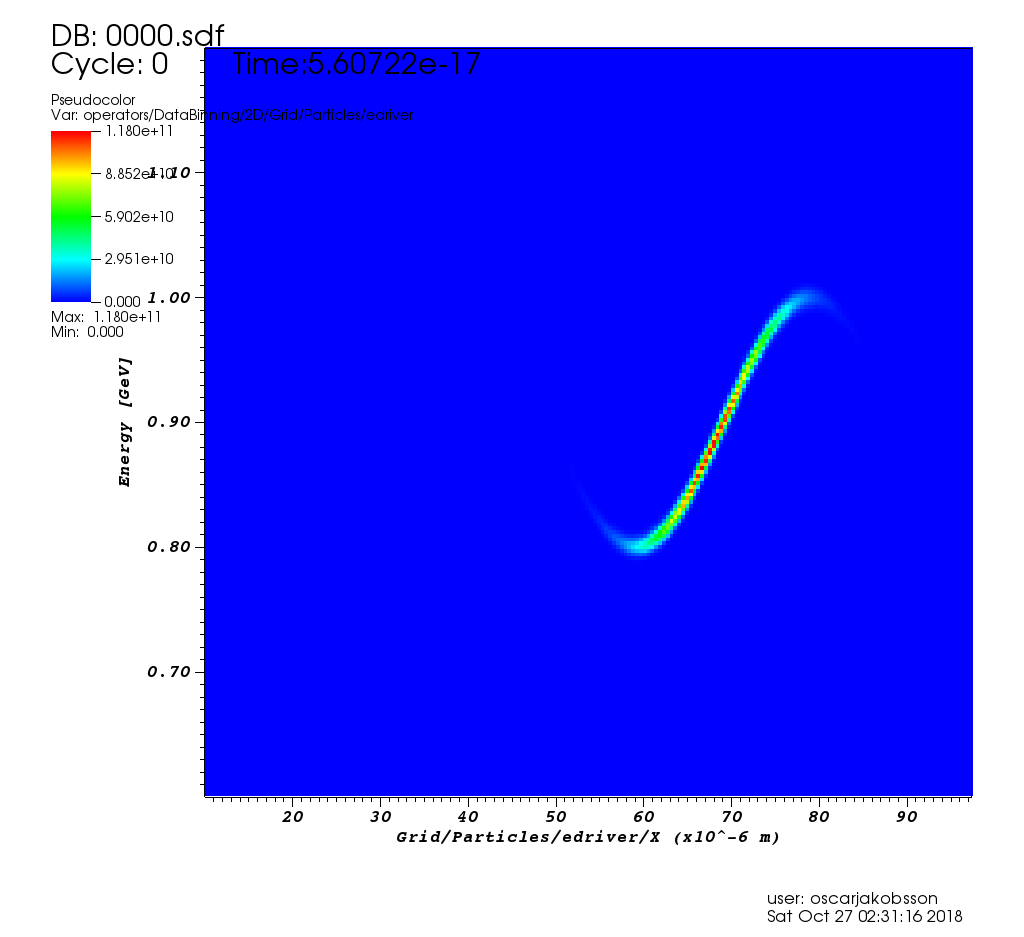 DB: 0000.sdf
Cycle: 0 Time:5.60722e-17
Pseudocolor
Var: operators/DataBinning/2D/Grid/Particles/edriver
1.180e+11
8.852e+10
5.902e+10
2.951e+10
0.000
Max: 1.180e+11
Min: 0.000
1.10
1.00
0.90
0.80
0.70
Energy [GeV]
20 30 40 50 60 70 80 90
Grid/Particles/edriver/X (x10^-6 m)
user: oscarjakobsson
Sat Oct 27 02:31:16 2018